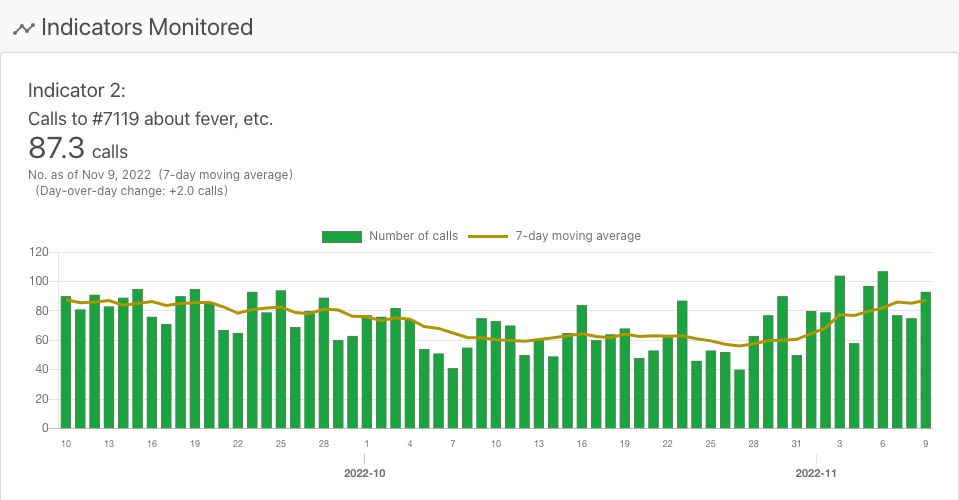 Indicators Monitored
Indicator 2:
Calls to #7119 about fever, etc.
87.3 calls
No. as of Nov 9, 2022 (7-day moving average)
(Day-over-day change: +2.0 calls)
Number of calls 7-day moving average
120
100
80
60
40
20
0
10 13 16 19 22 25 28 1 4 7 10 13 16 19 22 25 28 31 3 6 9
2022-10 2022-11